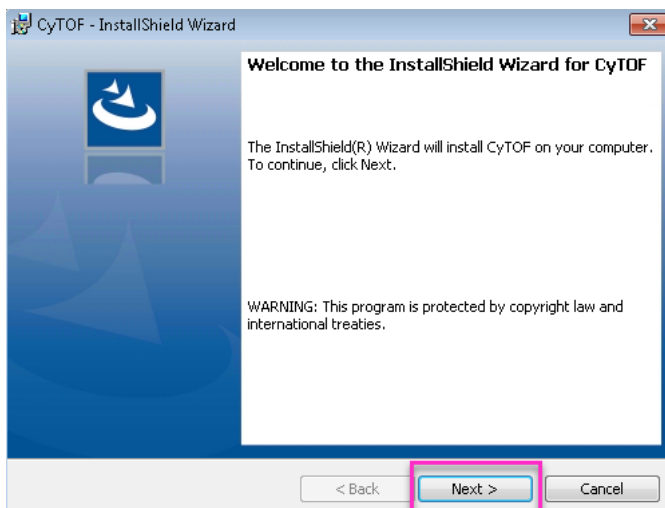 CyTOF - InstallShield Wizard
Welcome to the InstallShield Wizard for CyTOF
The InstallShield(R) Wizard will install CyTOF on your computer.
To continue, click Next.
WARNING: This program is protected by copyright law and
international treaties.
< Back
Next >
Cancel